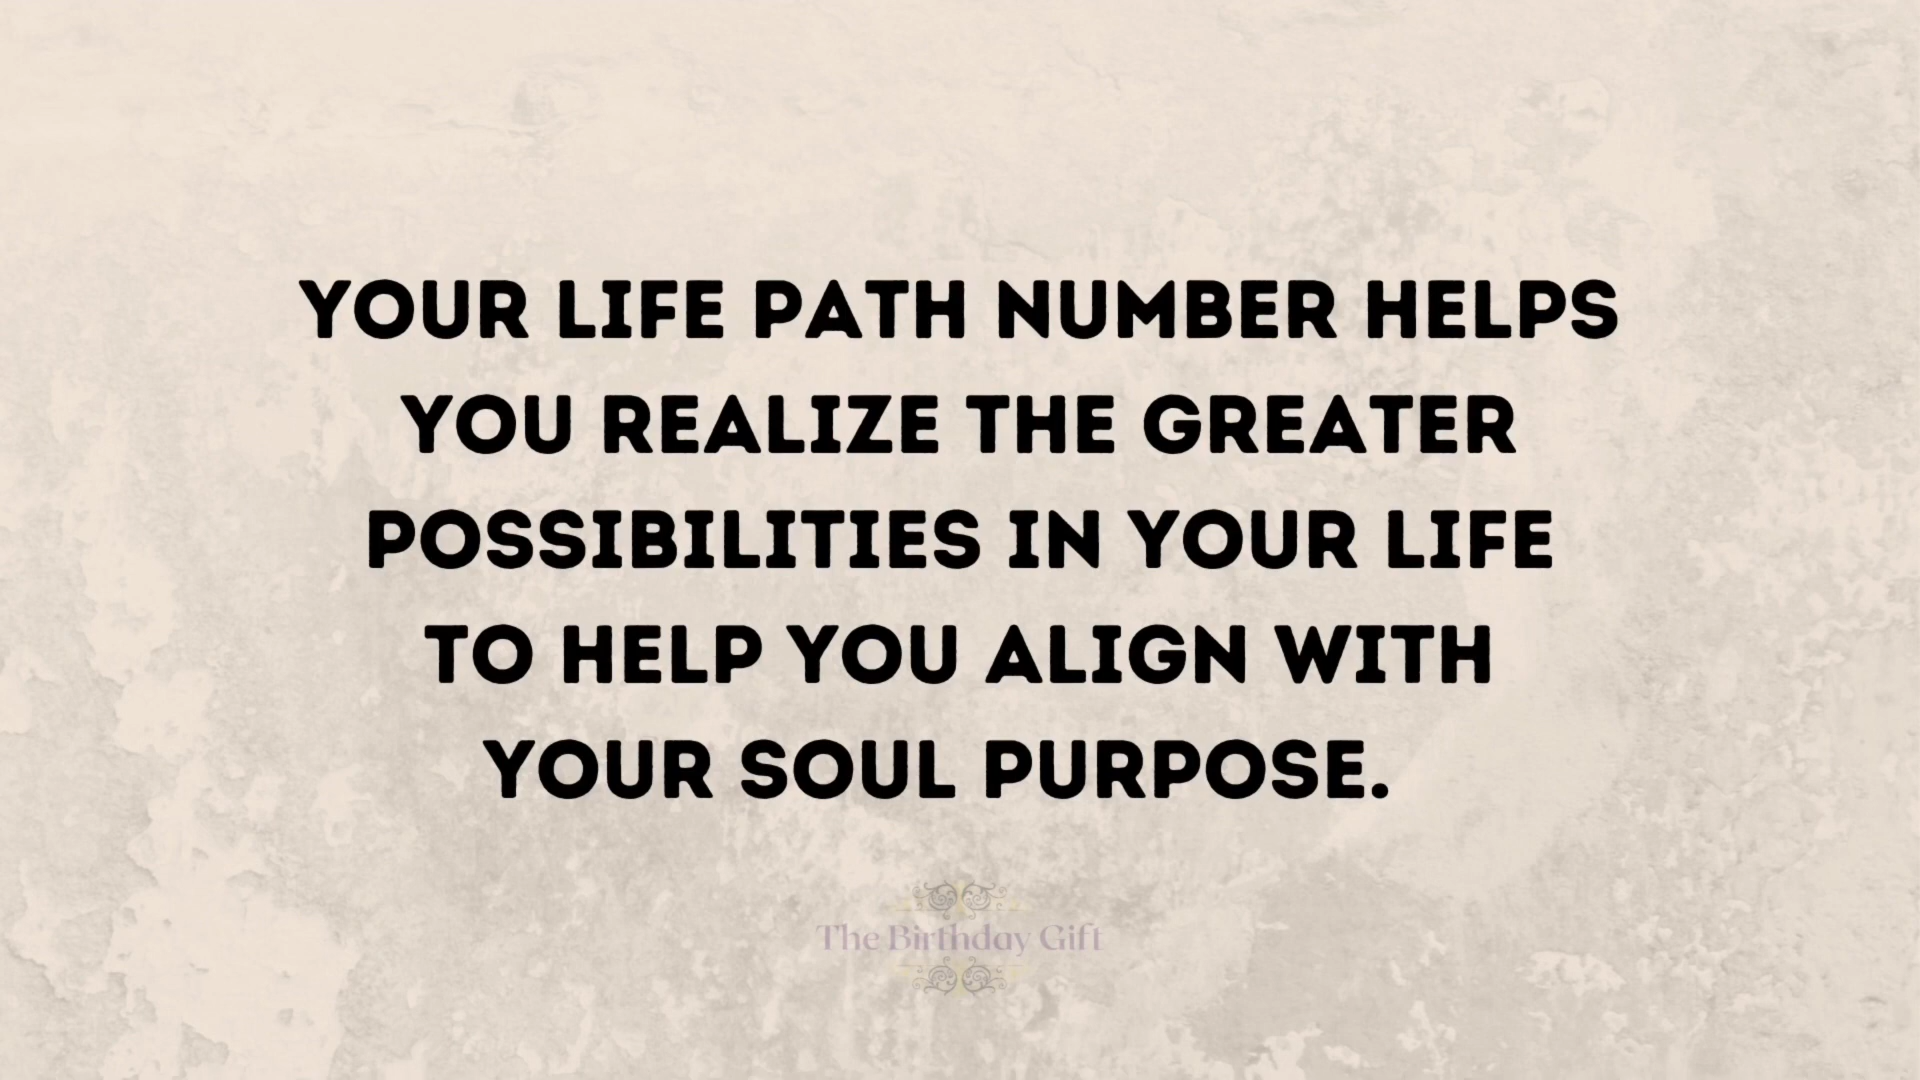 YOUR LIFE PATH NUMBER HELPS
YOU REALIZE THE GREATER
POSSIBILITIES IN YOUR LIFE
TO HELP YOU ALIGN WITH
YOUR SOUL PURPOSE.
The Birthday Gift